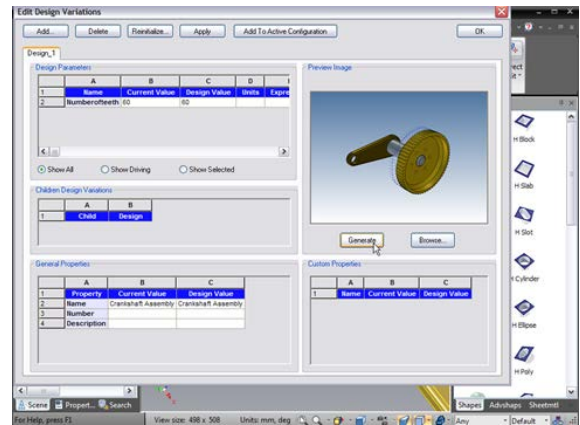 Edit Design Variations
Add... Delete Reinitialize... Apply Add To Active Configuration OK
Design_1
Design Parameters
A B C D
1 Name Current Value Design Value Units Expre
2 Numberofteeth 60 60
Show All Show Driving Show Selected
Preview Image
Generate Browse...
Children Design Variations
A B
1 Child Design
General Properties
A B C
1 Property Current Value Design Value
2 Name Crankshaft Assembly Crankshaft Assembly
3 Number
4 Description
Custom Properties
A B C
1 Name Current Value Design Value
H Block
H Slab
H Slot
H Cylinder
H Ellipse
H Poly
Scene Propert... Search
Shapes Advshaps Sheetmtl
For Help, press F1 View size: 498 x 508 Units: mm, deg Any Default